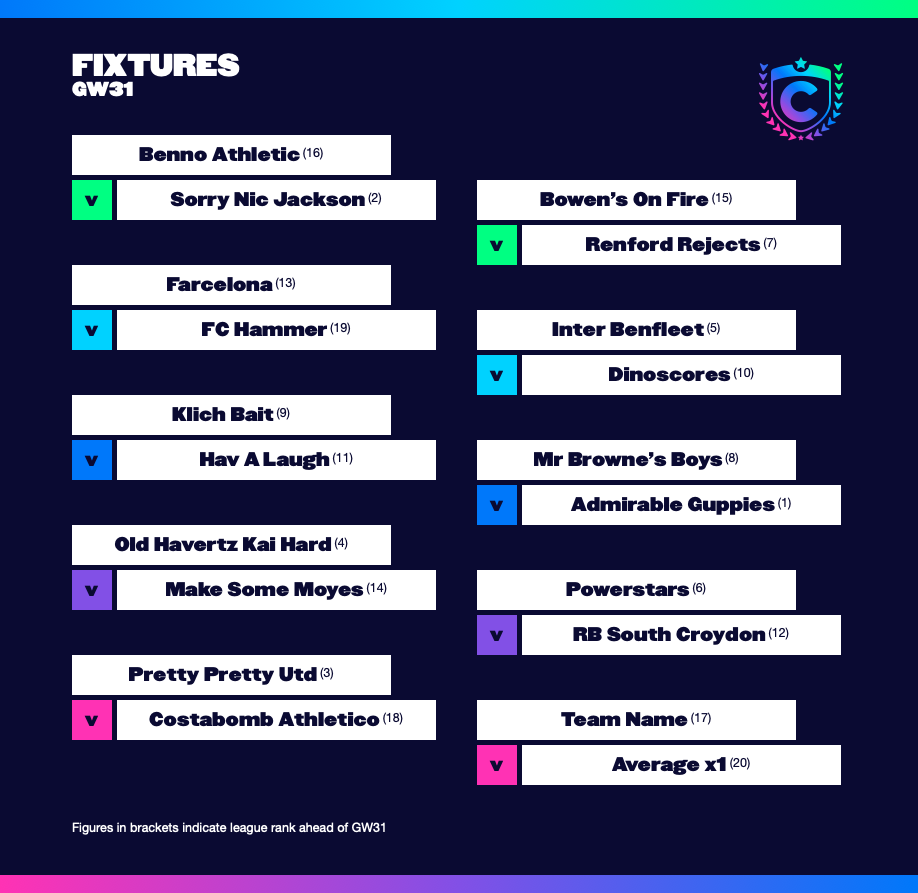 FIXTURES
GW31
Benno Athletic (16)
v Sorry Nic Jackson (2)
Farcelona (13)
v FC Hammer (19)
Klich Bait (9)
v Hav A Laugh (11)
Old Havertz Kai Hard (4)
v Make Some Moyes (14)
Pretty Pretty Utd (3)
v Costabomb Athletico (18)
C
Bowen's On Fire (15)
v Renford Rejects (7)
Inter Benfleet (5)
v Dinoscores (10)
Mr Browne's Boys (8)
v Admirable Guppies (1)
Powerstars (6)
v RB South Croydon (12)
Team Name (17)
v Average x1 (20)
Figures in brackets indicate league rank ahead of GW31